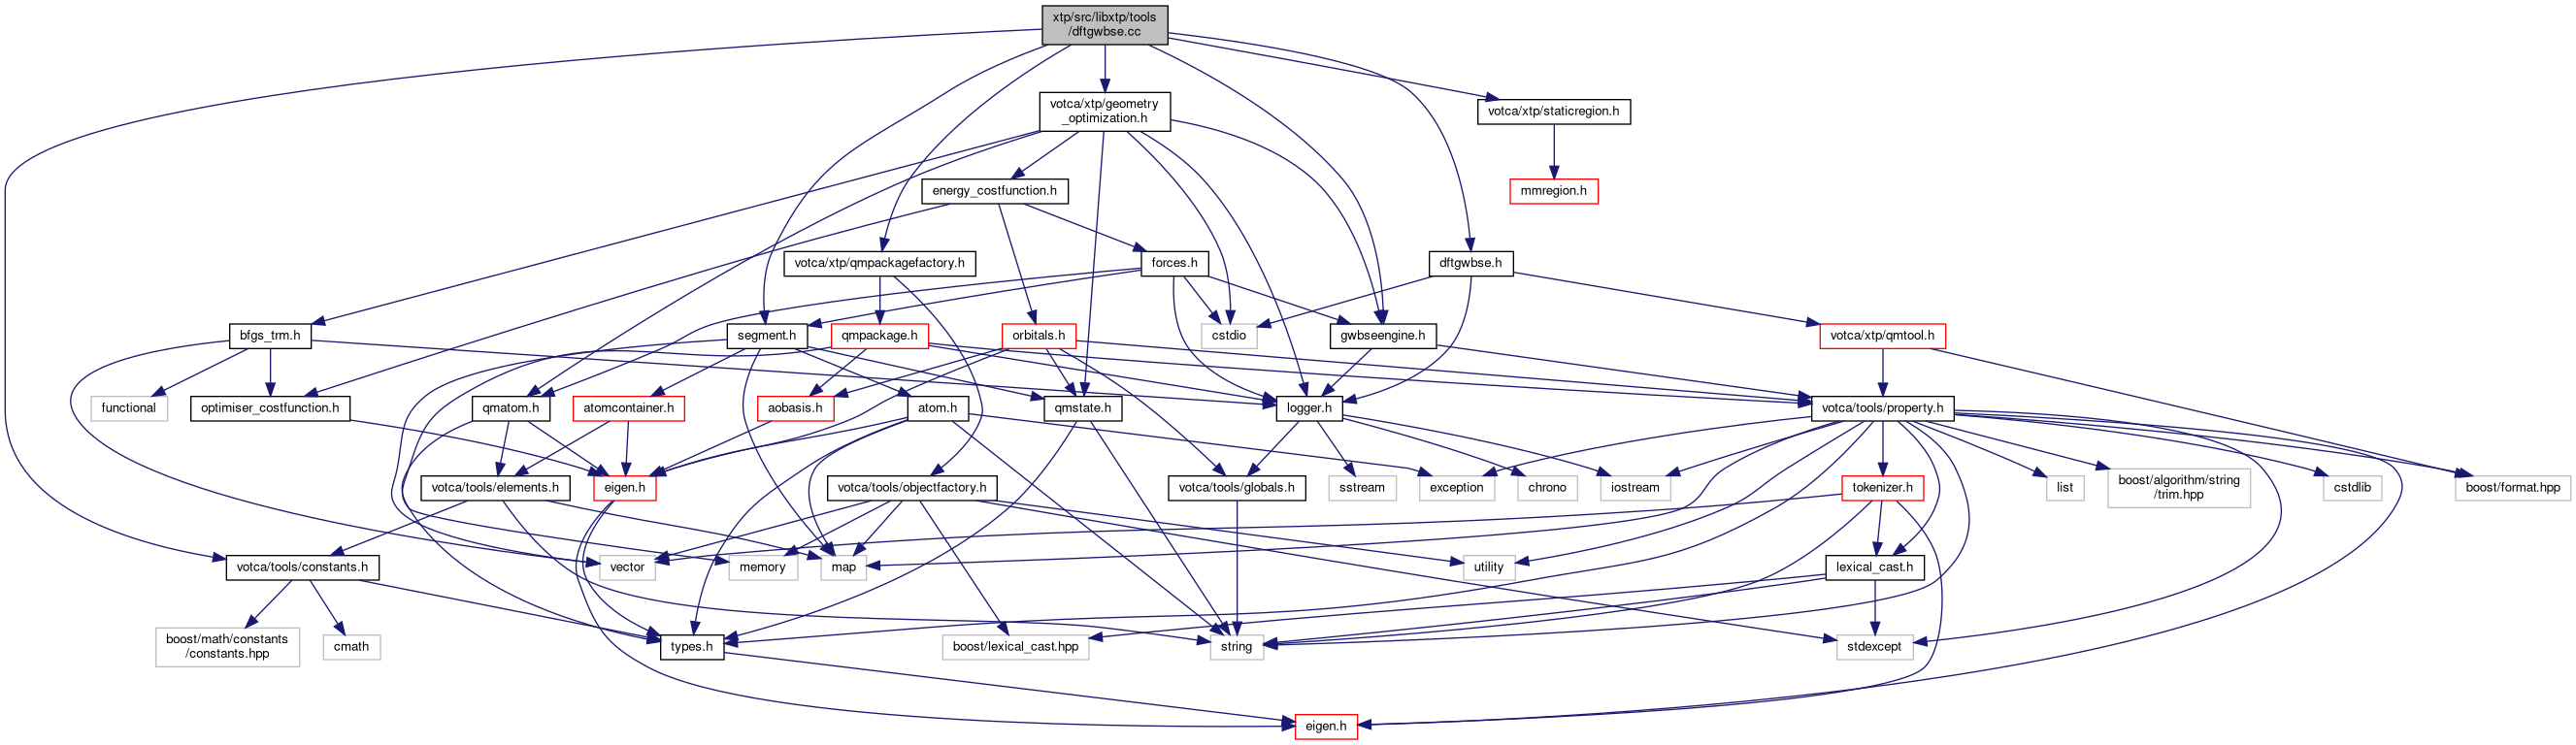 xtp/src/libxtp/tools
/dftgwbse.cc
votca/xtp/geometry
_optimization.h
votca/xtp/staticregion.h
energy_costfunction.h
mmregion.h
votca/xtp/qmpackagefactory.h
forces.h
dftgwbse.h
bfgs_trm.h
segment.h
qmpackage.h
orbitals.h
cstdio
gwbseengine.h
votca/xtp/qmtool.h
functional
optimiser_costfunction.h
qmatom.h
atomcontainer.h
aobasis.h
atom.h
qmstate.h
logger.h
votca/tools/property.h
votca/tools/elements.h
eigen.h
votca/tools/objectfactory.h
votca/tools/globals.h
sstream
exception
chrono
iostream
tokenizer.h
list
boost/algorithm/string
/trim.hpp
cstdlib
boost/format.hpp
votca/tools/constants.h
vector
memory
map
utility
lexical_cast.h
boost/math/constants
/constants.hpp
cmath
types.h
boost/lexical_cast.hpp
string
stdexcept
eigen.h